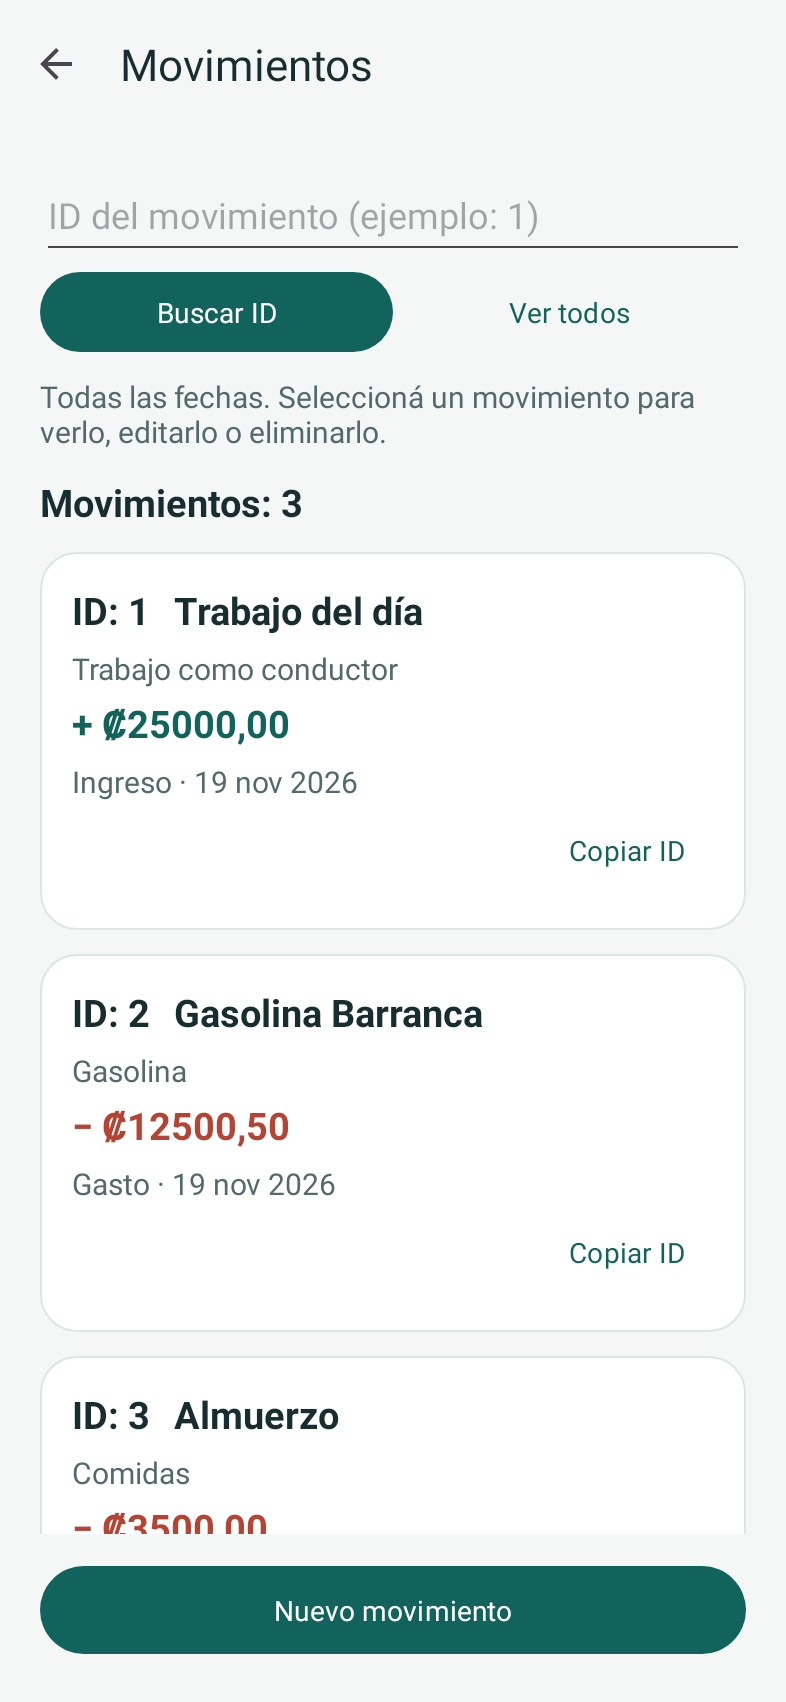 Movimientos
ID del movimiento (ejemplo: 1)
Buscar ID
Ver todos
Todas las fechas. Seleccioná un movimiento para
verlo, editarlo o eliminarlo.
Movimientos: 3
ID: 1 Trabajo del día
Trabajo como conductor
+ ₡25000,00
Ingreso · 19 nov 2026
Copiar ID
ID: 2 Gasolina Barranca
Gasolina
− ₡12500,50
Gasto · 19 nov 2026
Copiar ID
ID: 3 Almuerzo
Comidas
− ₡3500,00
Nuevo movimiento